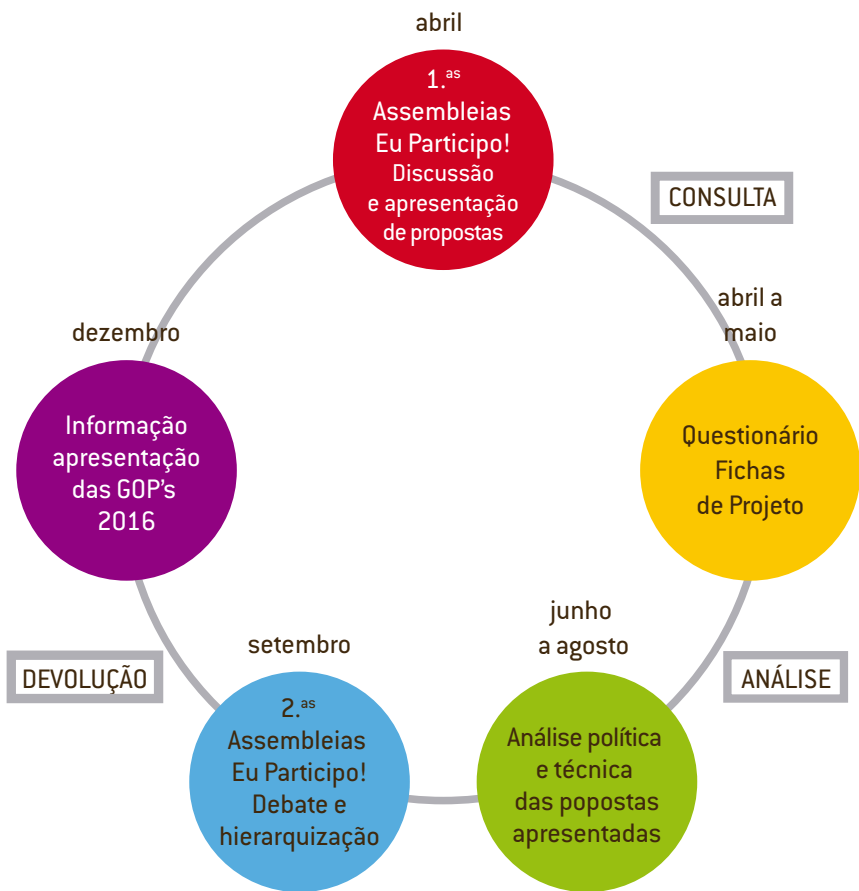 abril
1.as
Assembleias
Eu Participo!
Discussão
e apresentação
de propostas
CONSULTA
abril a
maio
Questionário
Fichas
de Projeto
ANÁLISE
junho
a agosto
Análise política
e técnica
das popostas
apresentadas
setembro
2.as
Assembleias
Eu Participo!
Debate e
hierarquização
DEVOLUÇÃO
dezembro
Informação
apresentação
das GOP's
2016